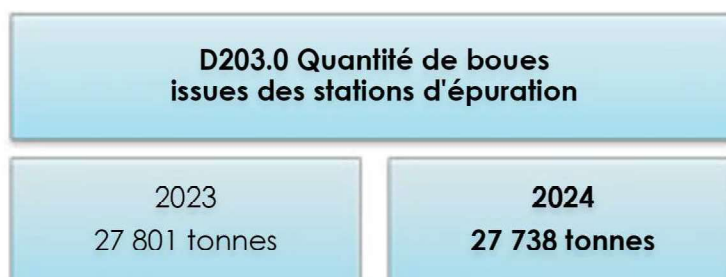 D203.0 Quantité de boues
issues des stations d'épuration
2023
27 801 tonnes
2024
27 738 tonnes